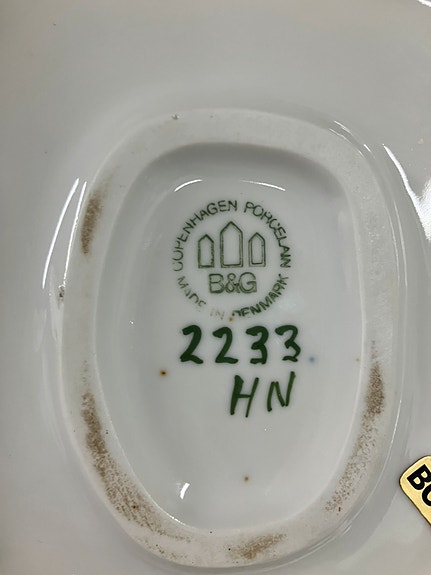 COPENHAGEN PORCELAIN
B&G
MADE IN DENMARK
2233
HN